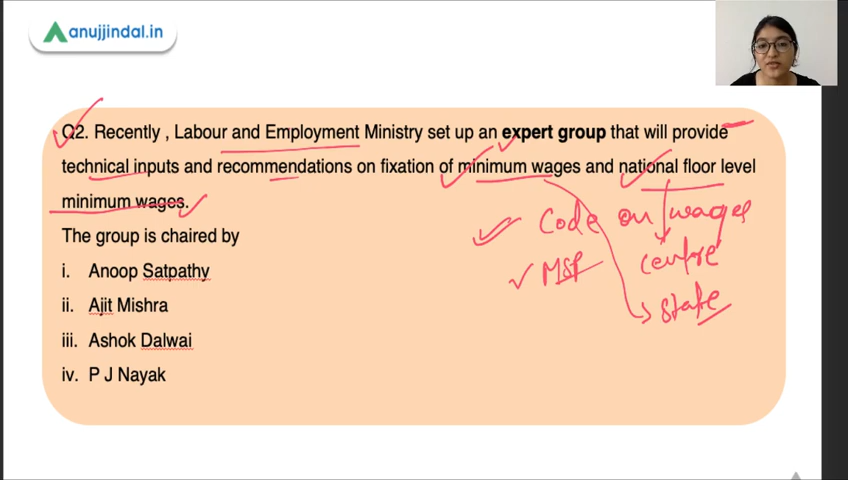 anujjindal.in
Q2. Recently , Labour and Employment Ministry set up an expert group that will provide
technical inputs and recommendations on fixation of minimum wages and national floor level
minimum wages.
Code on wages
The group is chaired by
centre
i. Anoop Satpathy
MSP
state
ii. Ajit Mishra
iii. Ashok Dalwai
iv. P J Nayak